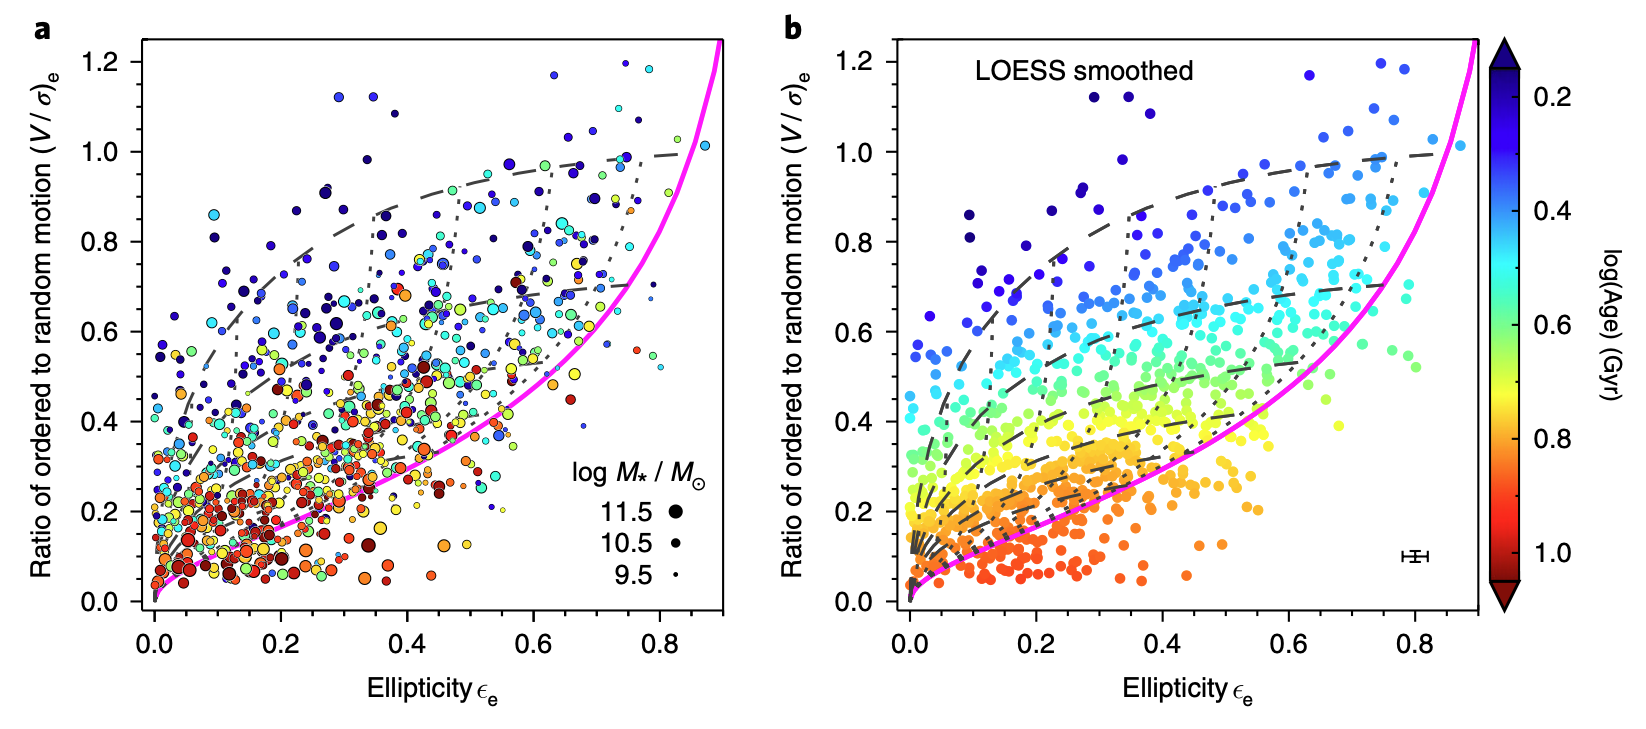 a
Ratio of ordered to random motion (V / σ)e
1.2
1.0
0.8
0.6
0.4
0.2
0.0
0.0 0.2 0.4 0.6 0.8
Ellipticity ϵe
log M* / M⊙
11.5
10.5
9.5
b
LOESS smoothed
Ratio of ordered to random motion (V / σ)e
1.2
1.0
0.8
0.6
0.4
0.2
0.0
0.0 0.2 0.4 0.6 0.8
Ellipticity ϵe
0.2
0.4
0.6
0.8
1.0
log(Age) (Gyr)